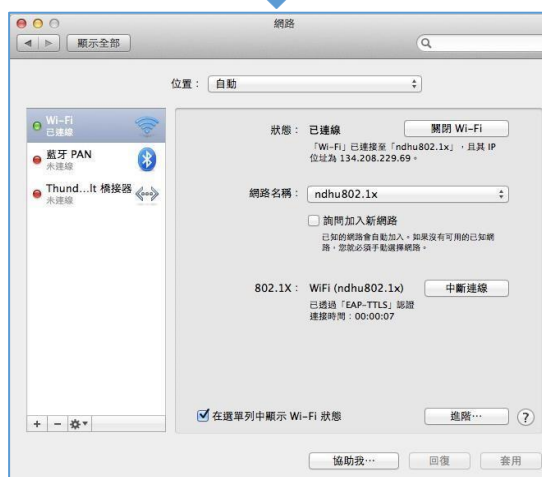 網路
顯示全部
位置： 自動
Wi-Fi
已連線
藍牙 PAN
未連線
Thund…lt 橋接器
未連線
狀態： 已連線 關閉 Wi-Fi
「Wi-Fi」已連接至「ndhu802.1x」，且其 IP
位址為 134.208.229.69。
網路名稱： ndhu802.1x
詢問加入新網路
已知的網路會自動加入。如果沒有可用的已知網
路，您就必須手動選擇網路。
802.1X： WiFi (ndhu802.1x) 中斷連線
已透過「EAP-TTLS」認證
連接時間：00:00:07
在選單列中顯示 Wi-Fi 狀態 進階… ?
協助我… 回復 套用